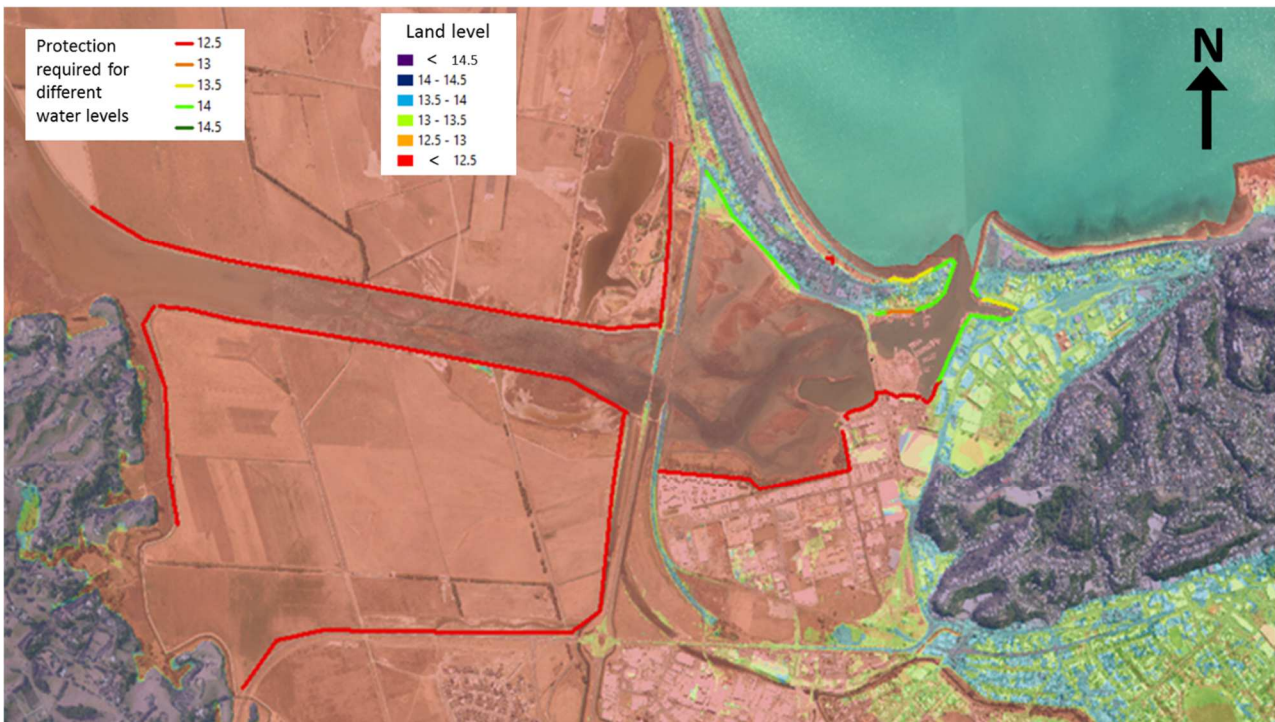 Protection
required for
different
water levels
12.5
13
13.5
14
14.5
Land level
< 14.5
14 - 14.5
13.5 - 14
13 - 13.5
12.5 - 13
< 12.5
N